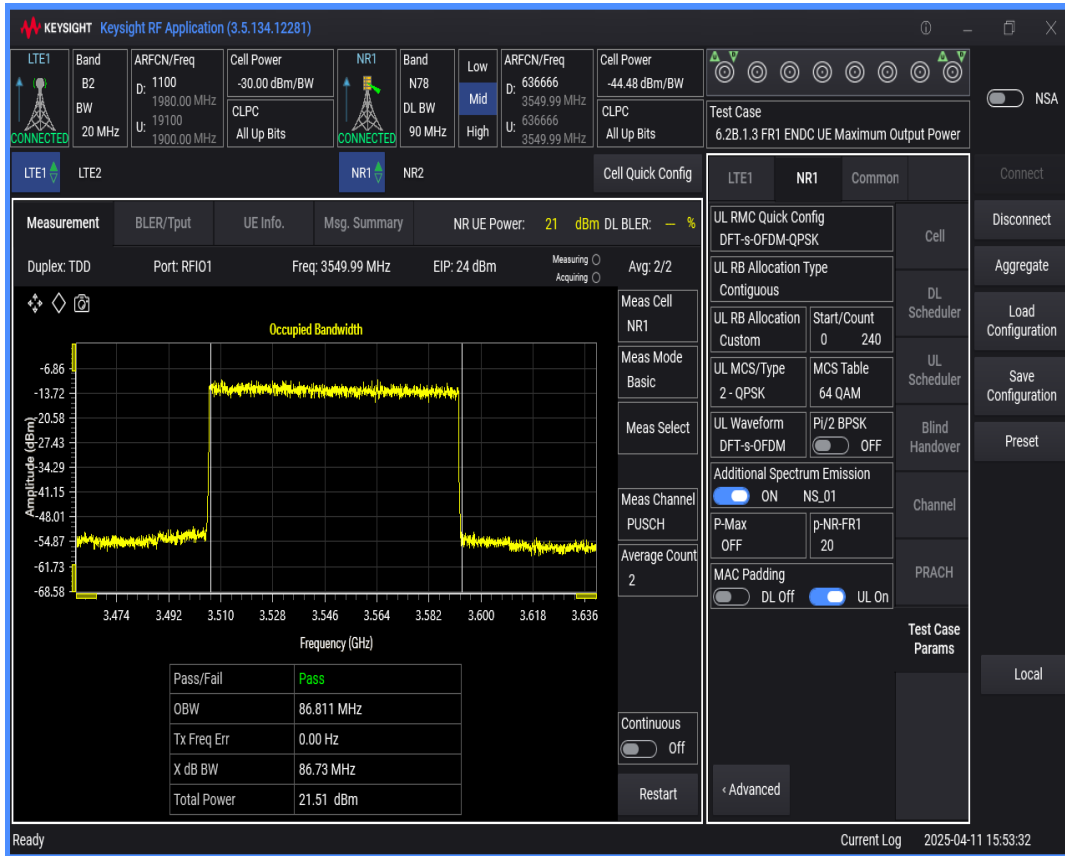 KEYSIGHT Keysight RF Application (3.5.134.12281)
LTE1
CONNECTED
Band
B2
BW
20 MHz
ARFCN/Freq
D: 1100
1980.00 MHz
U: 19100
1900.00 MHz
Cell Power
-30.00 dBm/BW
CLPC
All Up Bits
NR1
CONNECTED
Band
N78
DL BW
90 MHz
Low
Mid
High
ARFCN/Freq
D: 636666
3549.99 MHz
U: 636666
3549.99 MHz
Cell Power
-44.48 dBm/BW
CLPC
All Up Bits
Test Case
6.2B.1.3 FR1 ENDC UE Maximum Output Power
NSA
LTE1 LTE2 NR1 NR2 Cell Quick Config
Measurement BLER/Tput UE Info. Msg. Summary NR UE Power: 21 dBm DL BLER: — %
Duplex: TDD Port: RFIO1 Freq: 3549.99 MHz EIP: 24 dBm Measuring Avg: 2/2
Acquiring
Occupied Bandwidth
Amplitude (dBm)
-6.86
-13.72
-20.58
-27.43
-34.29
-41.15
-48.01
-54.87
-61.73
-68.58
3.474 3.492 3.510 3.528 3.546 3.564 3.582 3.600 3.618 3.636
Frequency (GHz)
Pass/Fail Pass
OBW 86.811 MHz
Tx Freq Err 0.00 Hz
X dB BW 86.73 MHz
Total Power 21.51 dBm
Meas Cell
NR1
Meas Mode
Basic
Meas Select
Meas Channel
PUSCH
Average Count
2
Continuous
Off
Restart
LTE1 NR1 Common
UL RMC Quick Config
DFT-s-OFDM-QPSK
UL RB Allocation Type
Contiguous
UL RB Allocation Start/Count
Custom 0 240
UL MCS/Type MCS Table
2 - QPSK 64 QAM
UL Waveform Pi/2 BPSK
DFT-s-OFDM OFF
Additional Spectrum Emission
ON NS_01
P-Max p-NR-FR1
OFF 20
MAC Padding
DL Off UL On
‹ Advanced
Cell
DL
Scheduler
UL
Scheduler
Blind
Handover
Channel
PRACH
Test Case
Params
Connect
Disconnect
Aggregate
Load
Configuration
Save
Configuration
Preset
Local
Ready Current Log 2025-04-11 15:53:32